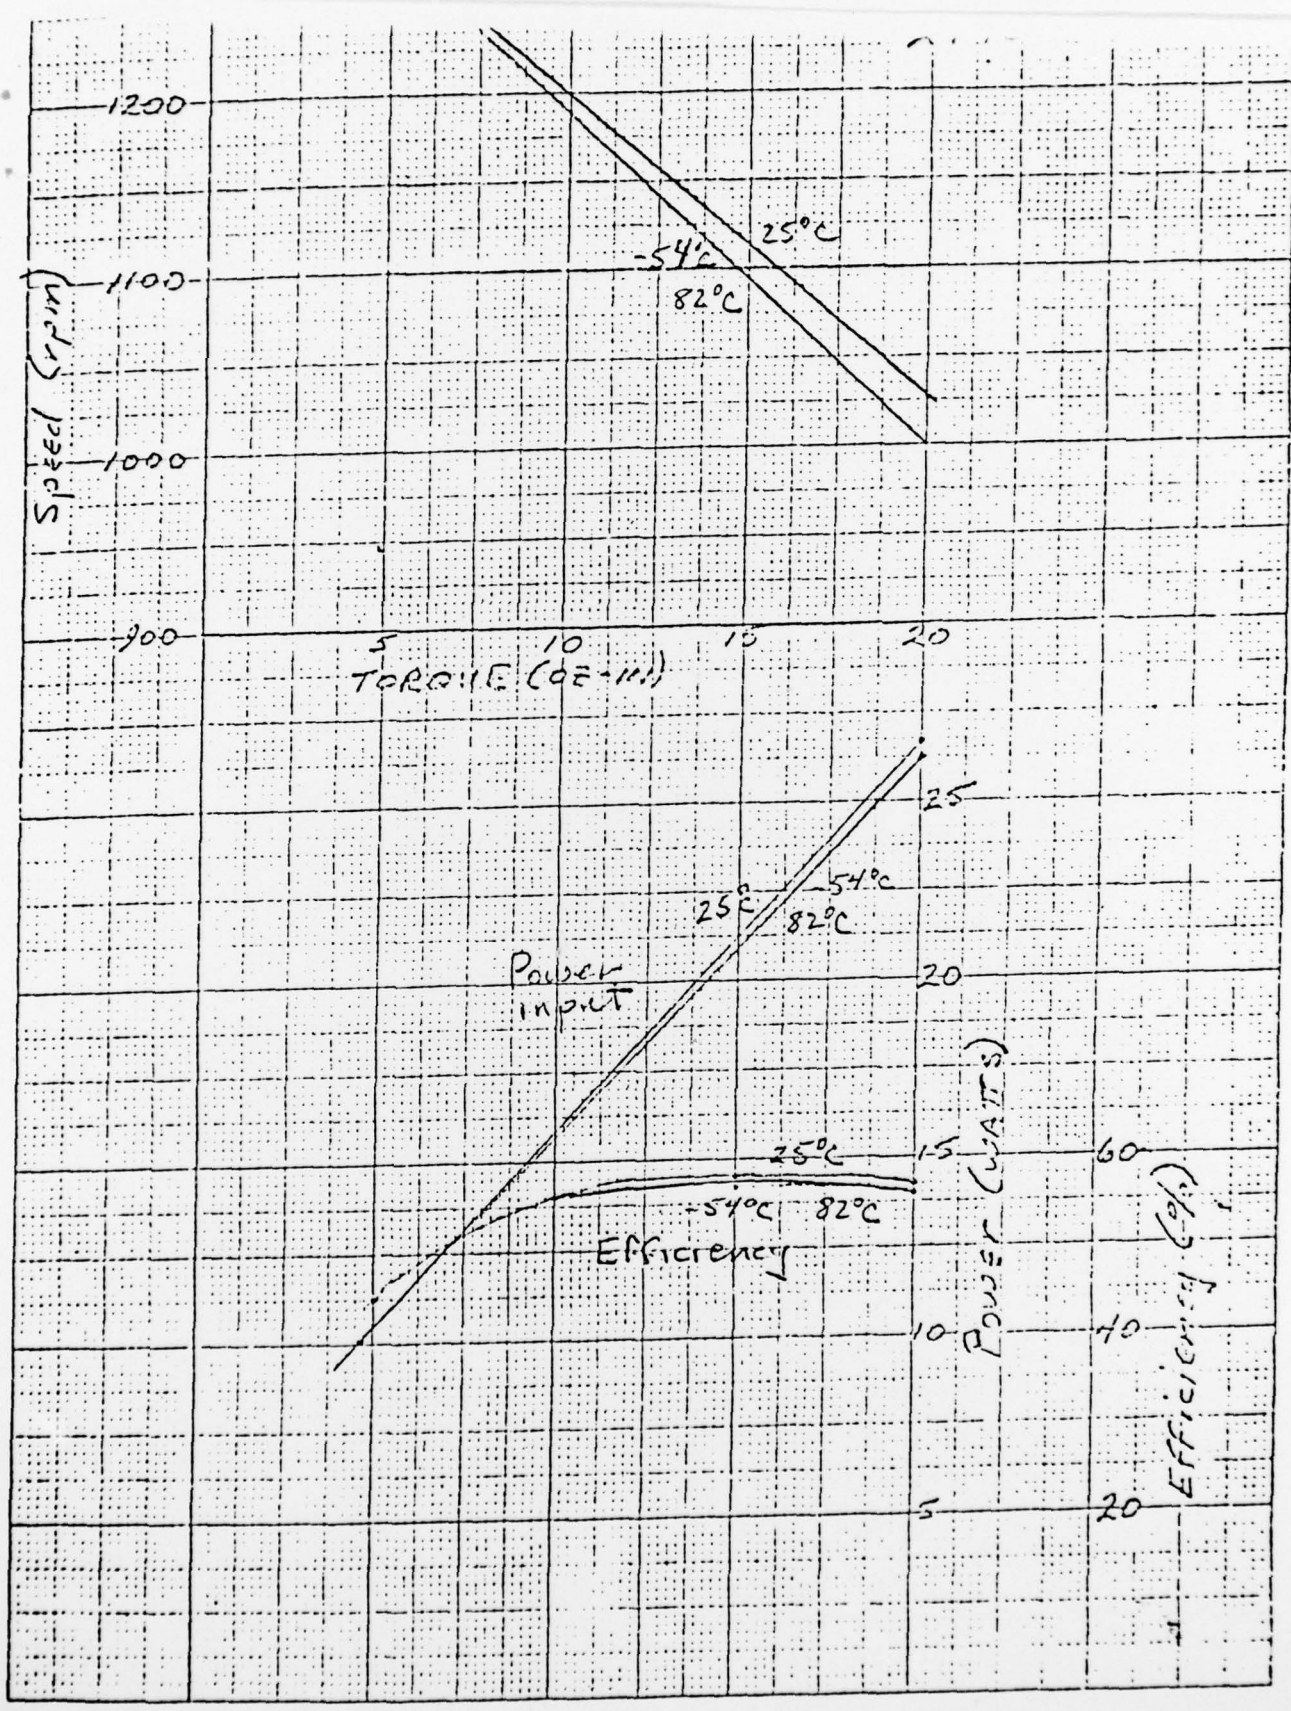 1200
25°C
-54°C
1100
82°C
Speed (rpm)
1000
900 5 10 15 20
TORQUE (OZ-IN)
25
25°C -54°C
82°C
Power
input
20
Power (WATTS)
25°C 15 60
-54°C 82°C
Efficiency
10 40
Efficiency (%)
5 20